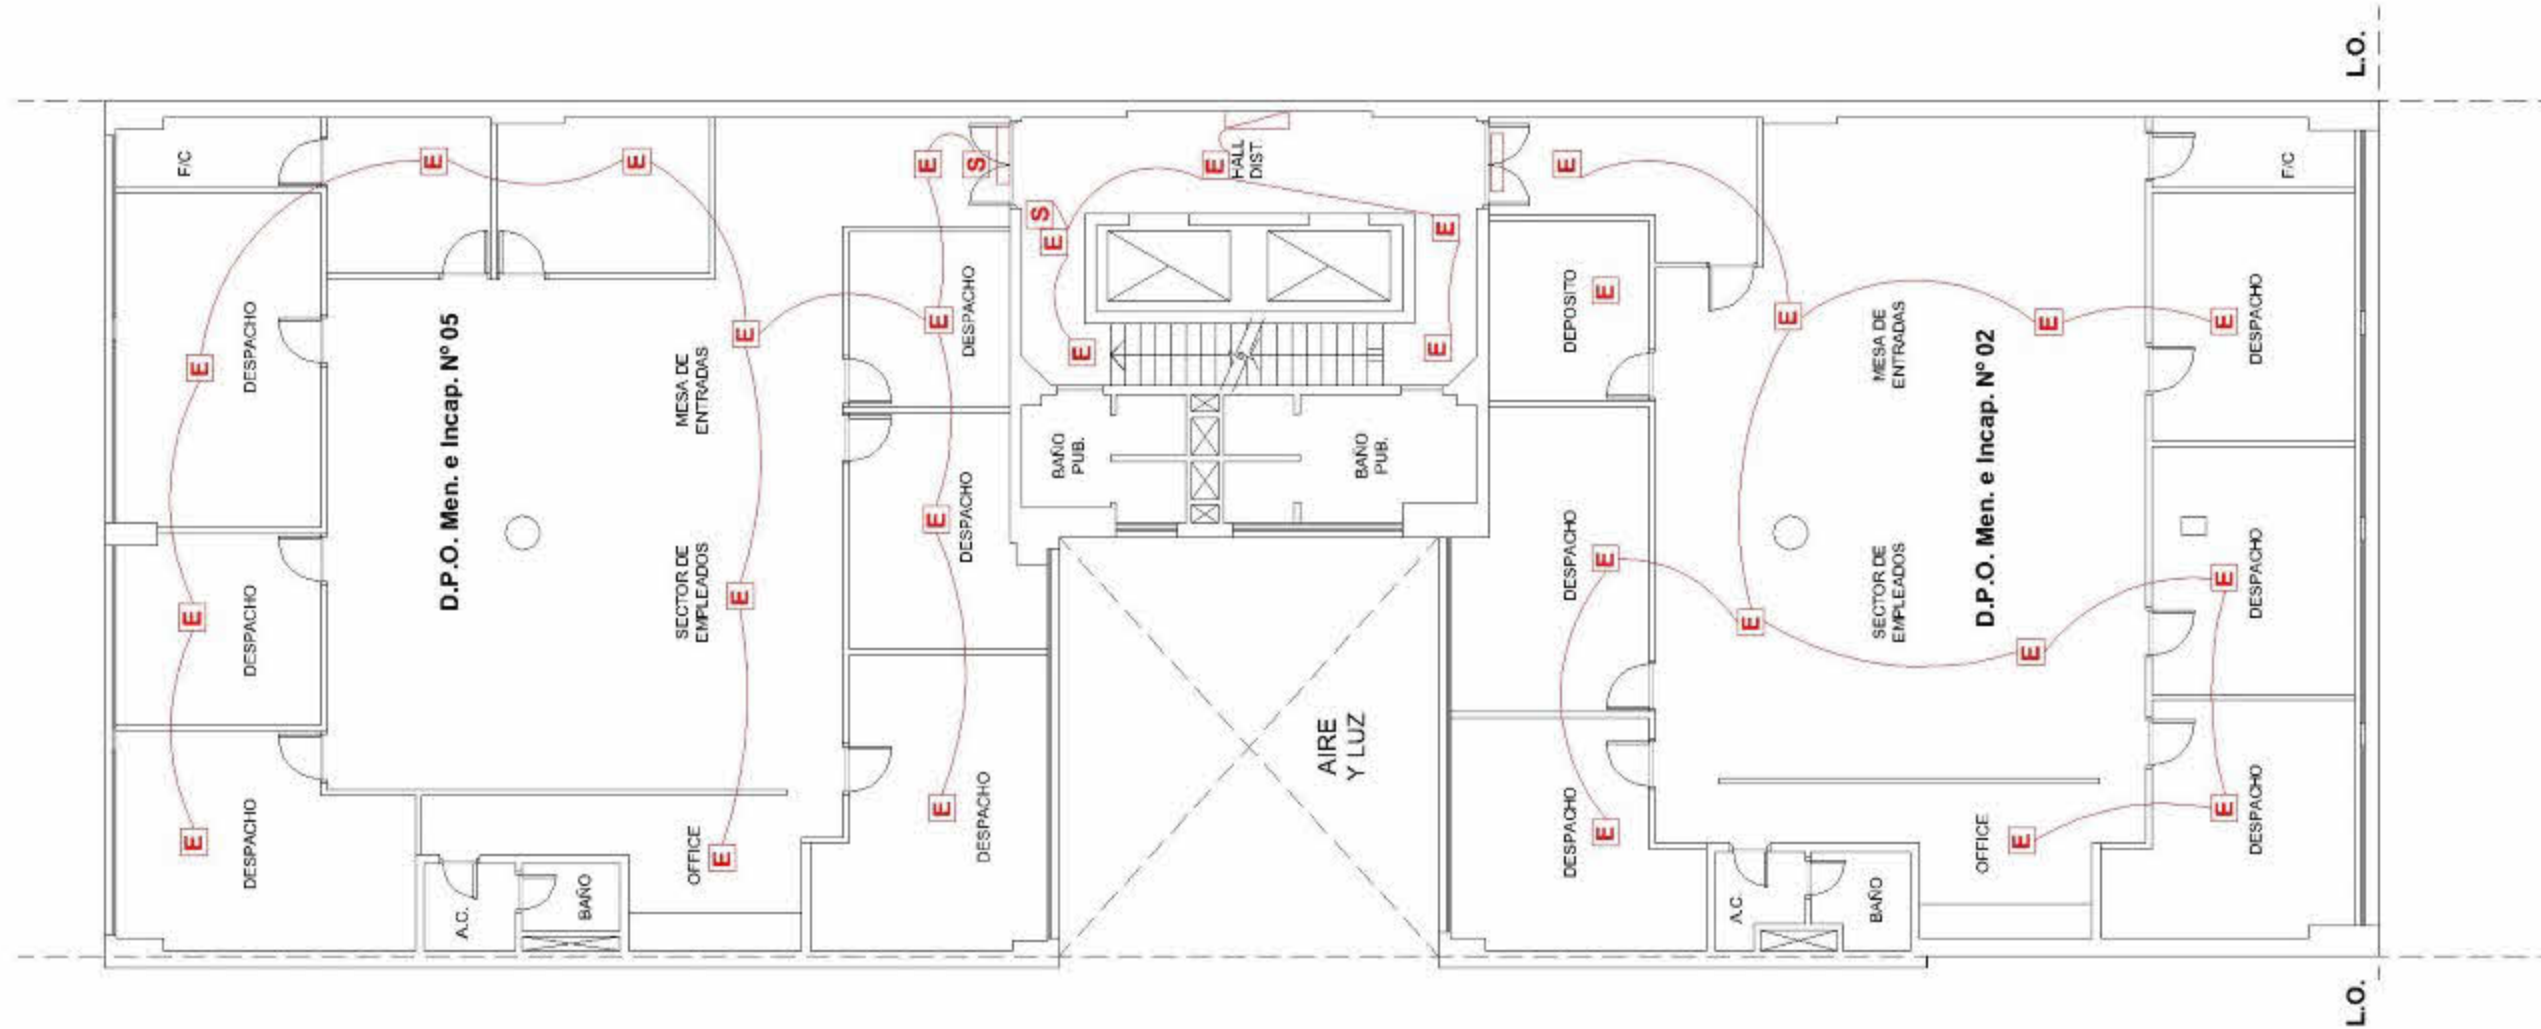 L.O.
F/C
E
E
E
S
E
HALL
DIST.
E
F/C
S
E
E
DESPACHO
E
D.P.O. Men. e Incap. Nº 05
MESA DE
ENTRADAS
E
E
DESPACHO
E
E
DEPOSITO
E
E
MESA DE
ENTRADAS
D.P.O. Men. e Incap. Nº 02
E
E
DESPACHO
BAÑO
PUB.
BAÑO
PUB.
E
DESPACHO
E
DESPACHO
SECTOR DE
EMPLEADOS
E
DESPACHO
E
E
SECTOR DE
EMPLEADOS
E
E
DESPACHO
AIRE
Y LUZ
E
DESPACHO
A.C.
BAÑO
OFFICE
E
E
DESPACHO
DESPACHO
E
A.C.
BAÑO
OFFICE
E
E
DESPACHO
L.O.